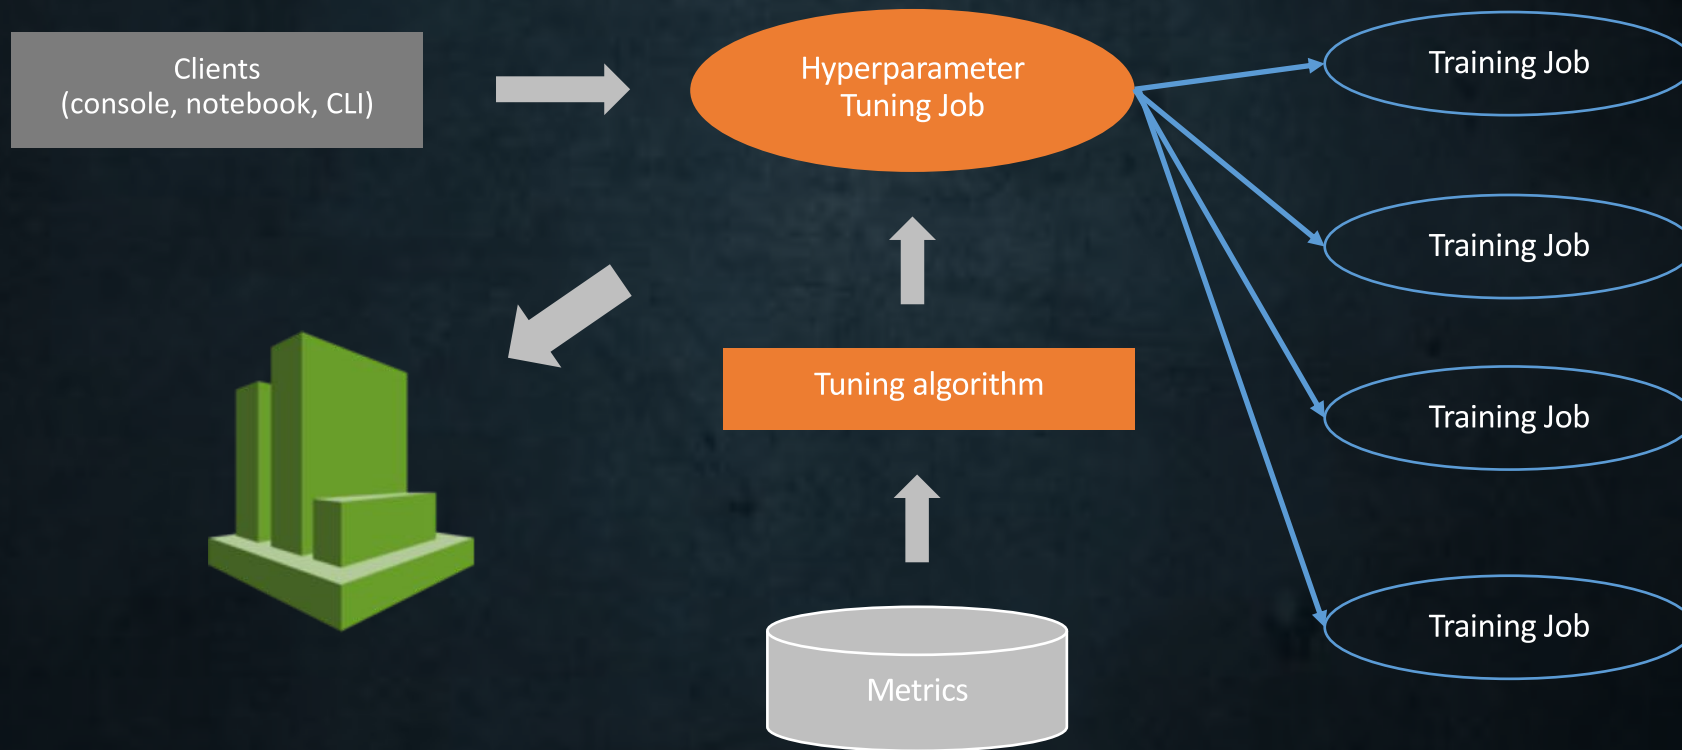 Clients
(console, notebook, CLI)
Hyperparameter
Tuning Job
Training Job
Training Job
Tuning algorithm
Training Job
Training Job
Metrics